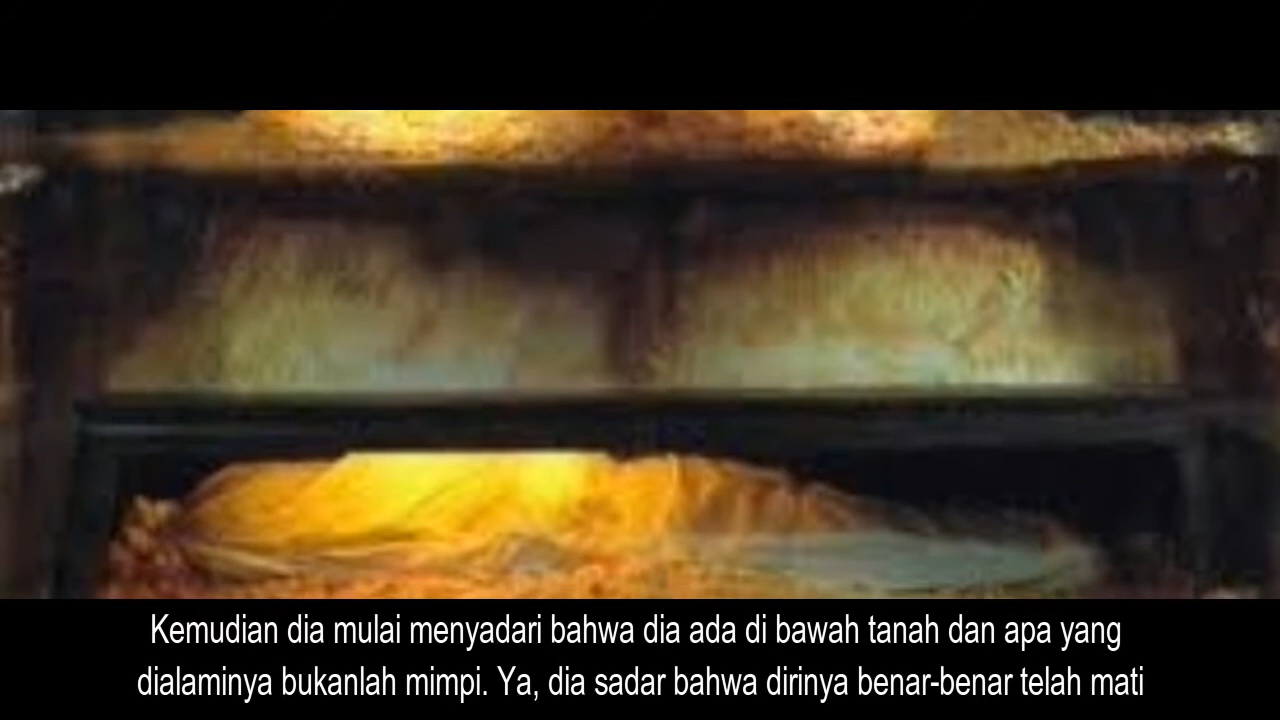 Kemudian dia mulai menyadari bahwa dia ada di bawah tanah dan apa yang
dialaminya bukanlah mimpi. Ya, dia sadar bahwa dirinya benar-benar telah mati